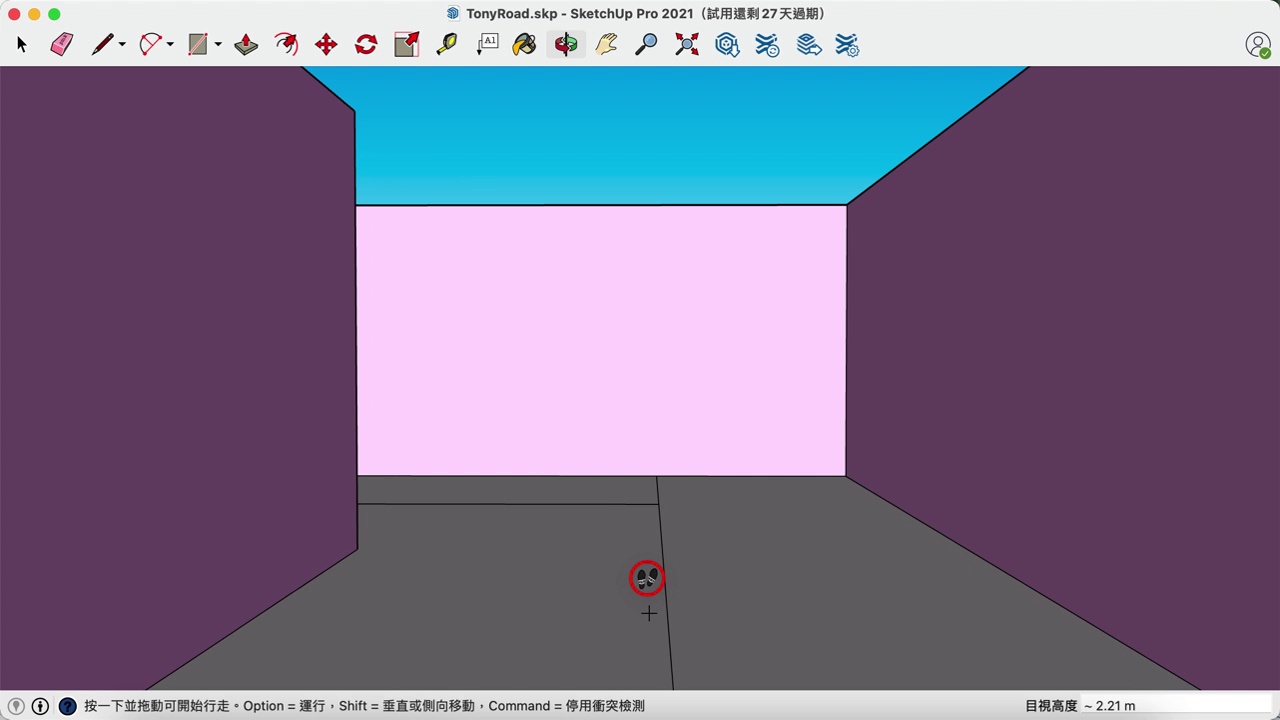 TonyRoad.skp - SketchUp Pro 2021（試用還剩 27 天過期）
A1
按一下並拖動可開始行走。Option = 運行，Shift = 垂直或側向移動，Command = 停用衝突檢測
目視高度 ~ 2.21 m